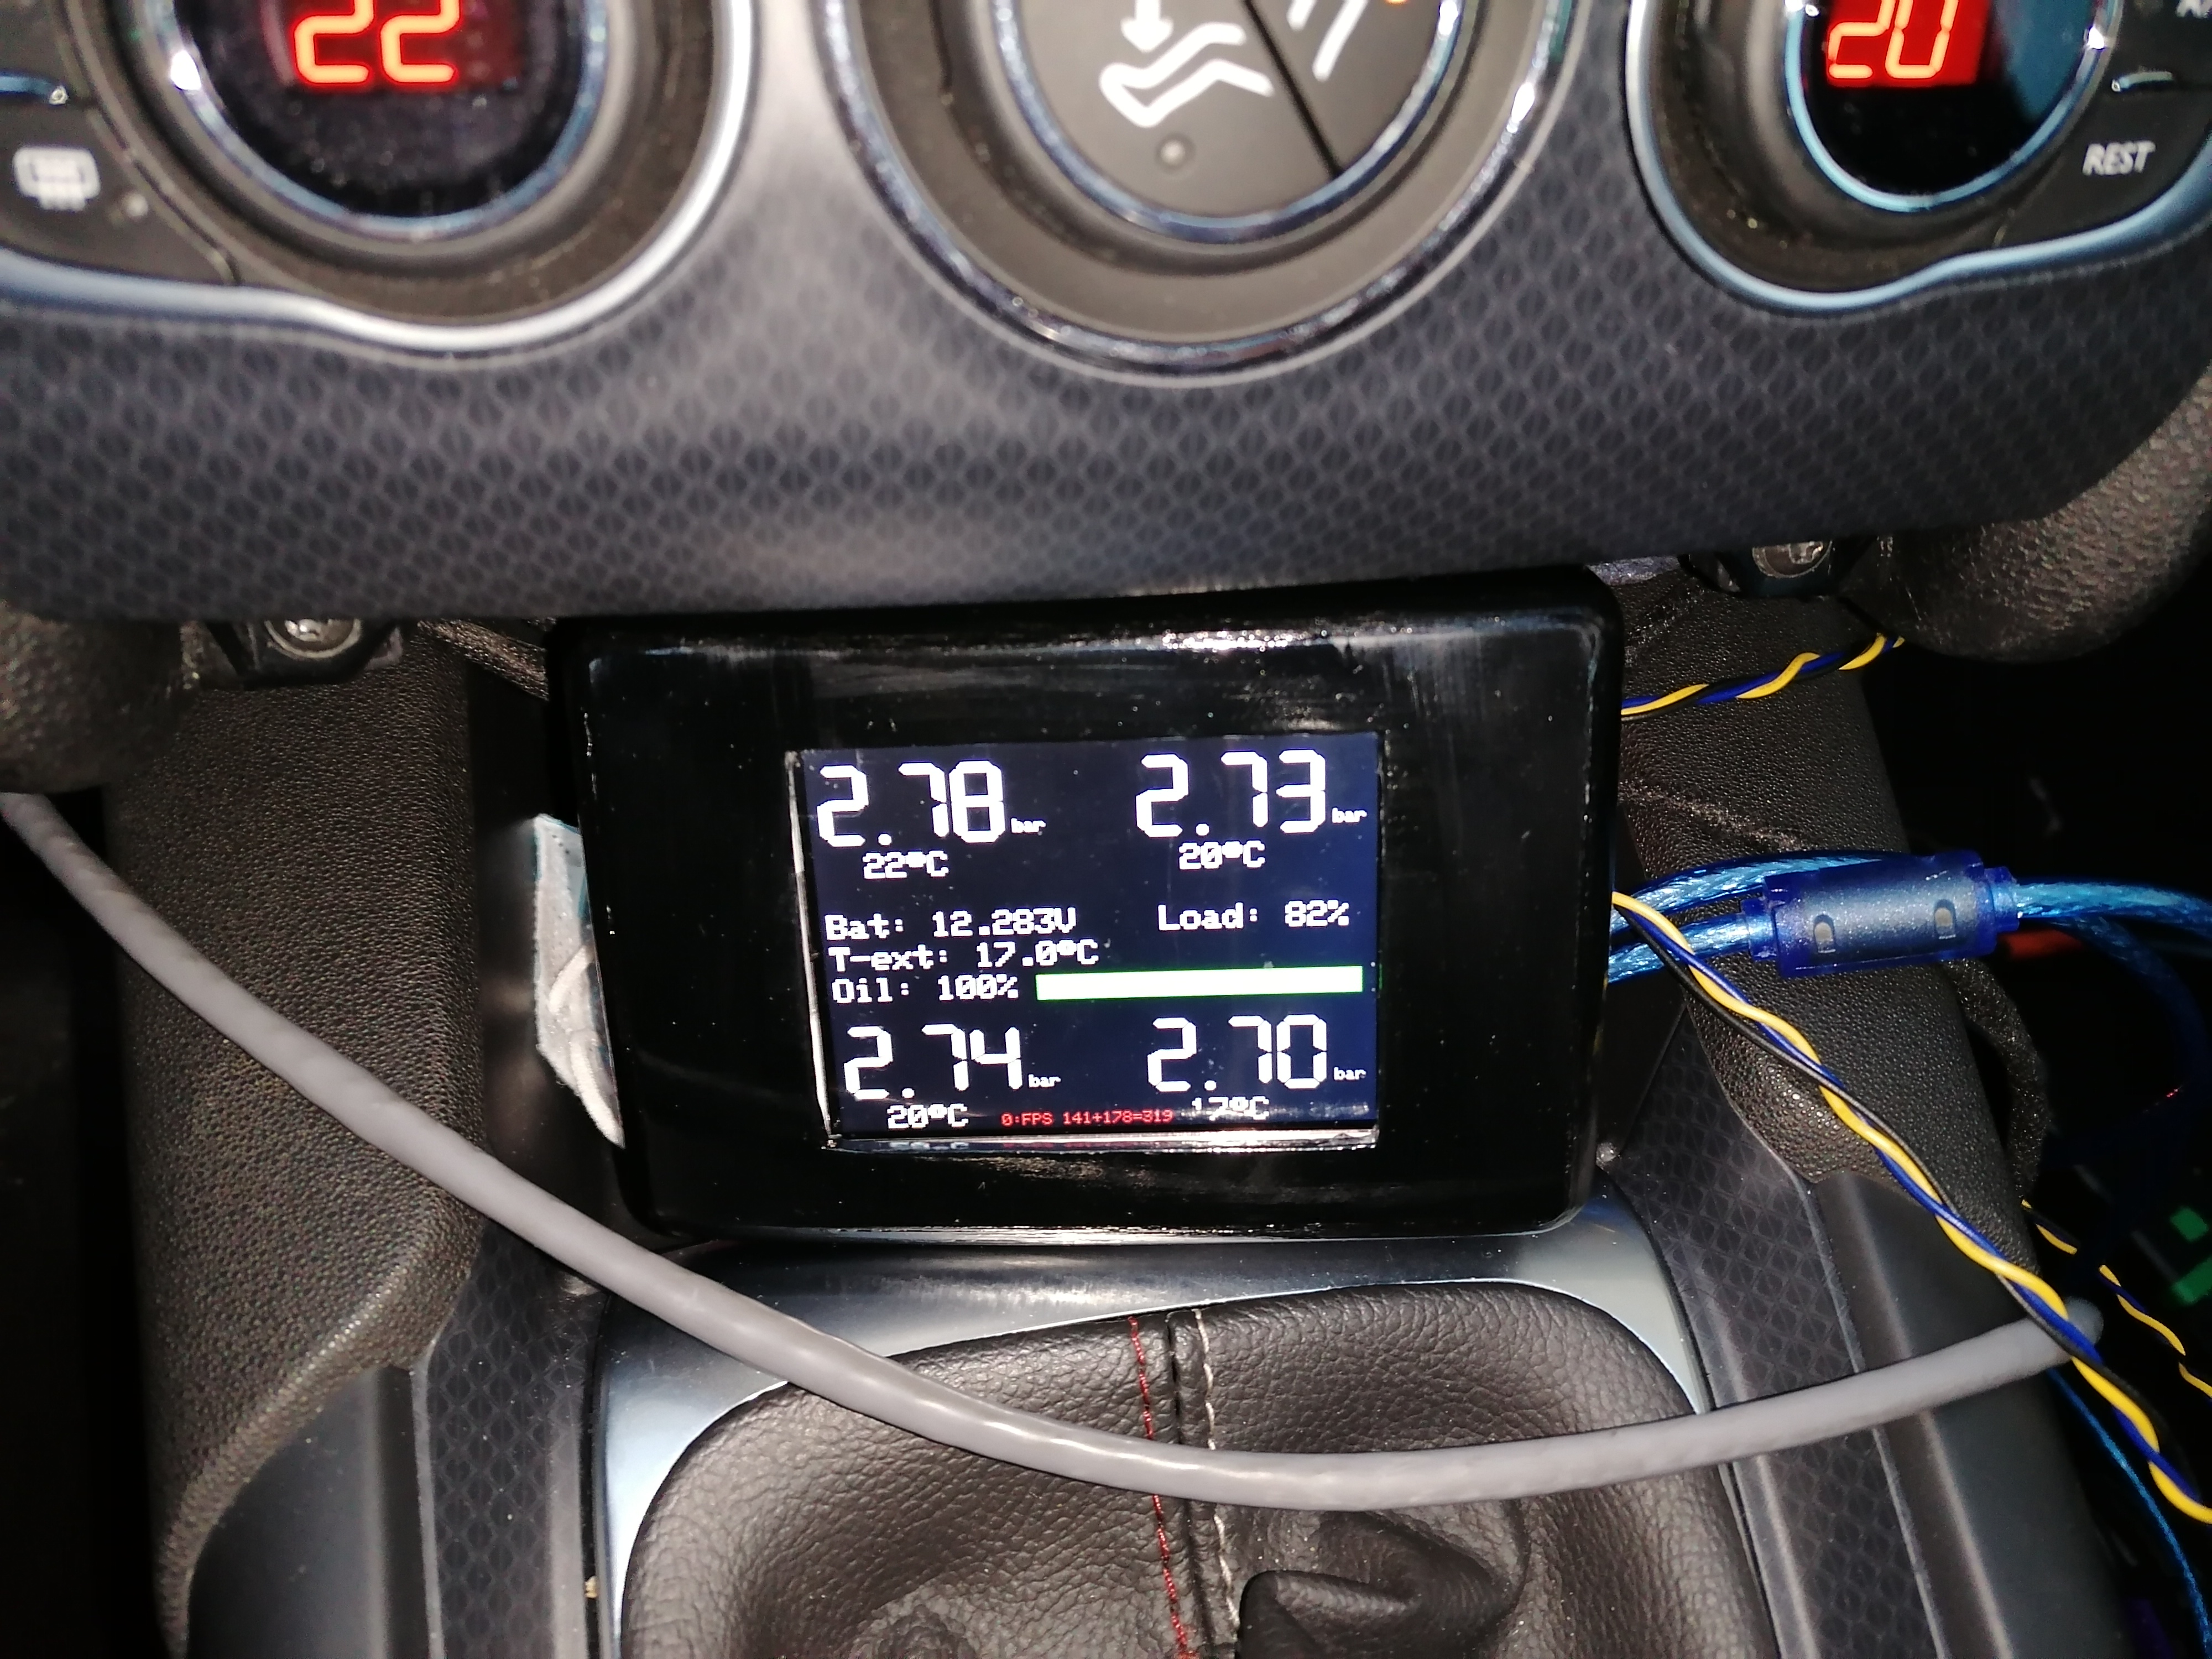 22
20
REST
2.78 bar 2.73 bar
22°C 20°C
Bat: 12.283V Load: 82%
T-ext: 17.0°C
Oil: 100%
2.74 bar 2.70 bar
20°C 0:FPS 141+178=319 17°C